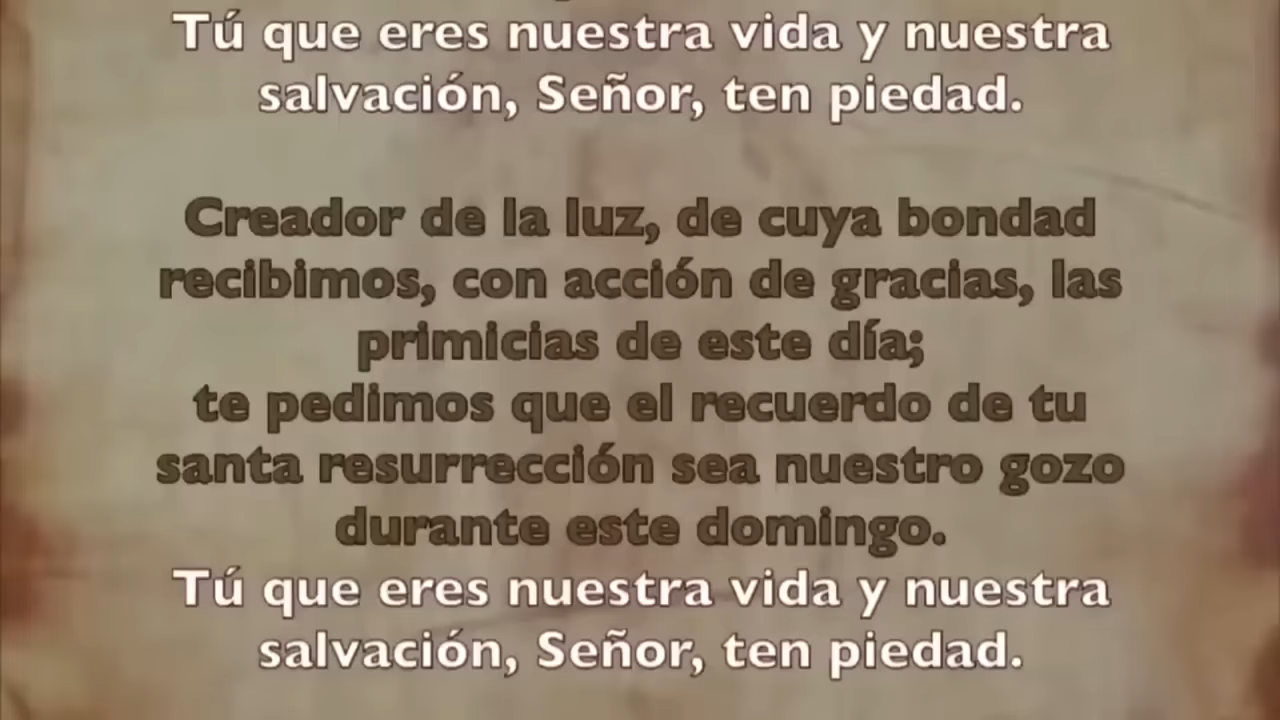 Tú que eres nuestra vida y nuestra
salvación, Señor, ten piedad.
Creador de la luz, de cuya bondad
recibimos, con acción de gracias, las
primicias de este día;
te pedimos que el recuerdo de tu
santa resurrección sea nuestro gozo
durante este domingo.
Tú que eres nuestra vida y nuestra
salvación, Señor, ten piedad.